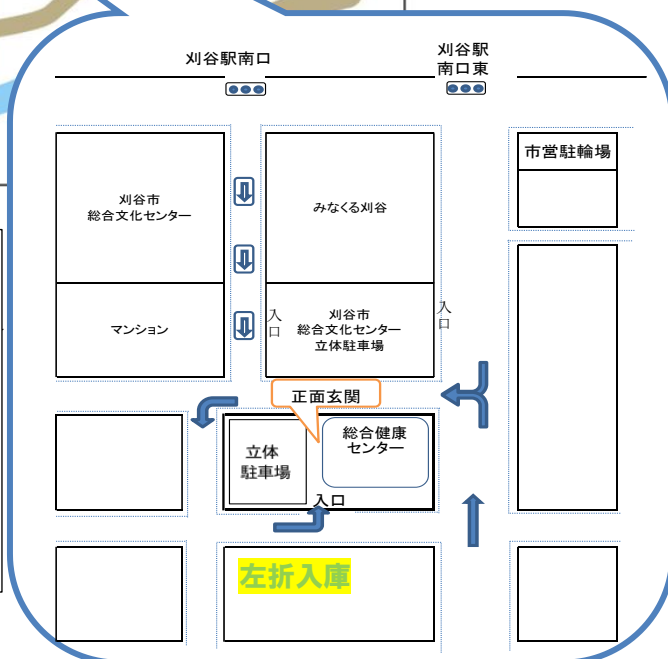 刈谷駅南口
刈谷駅
南口東
市営駐輪場
刈谷市
総合文化センター
みなくる刈谷
マンション
入口
刈谷市
総合文化センター
立体駐車場
入口
正面玄関
立体
駐車場
総合健康
センター
入口
左折入庫